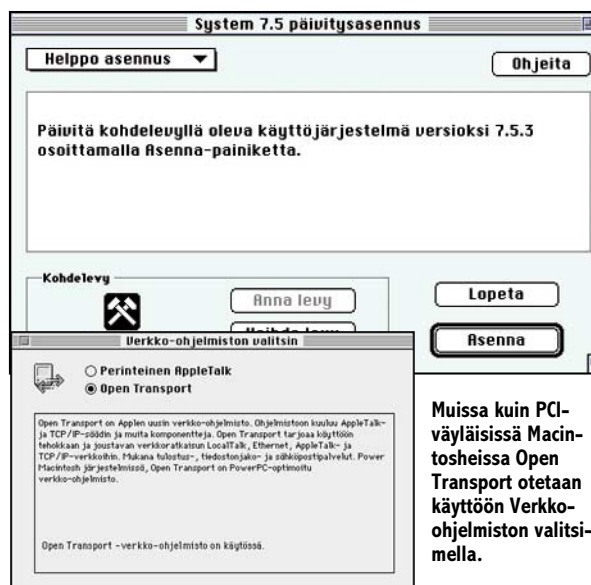 System 7.5 päivitysasennus
Helppo asennus
Ohjeita
Päivitä kohdelevyllä oleva käyttöjärjestelmä versioksi 7.5.3
osoittamalla Asenna-painiketta.
Kohdelevy
Anna levy
Vaihda levy
Lopeta
Asenna
Verkko-ohjelmiston valitsin
Perinteinen AppleTalk
Open Transport
Open Transport on Applen uusin verkko-ohjelmisto. Ohjelmistoon kuuluu AppleTalk-
ja TCP/IP-säädin ja muita komponentteja. Open Transport tarjoaa käyttöön
tehokkaan ja joustavan verkkoratkaisun LocalTalk, Ethernet, AppleTalk- ja
TCP/IP-verkkoihin. Mukana tulostus-, tiedostonjako- ja sähköpostipalvelut. Power
Macintosh järjestelmissä, Open Transport on PowerPC-optimoitu
verkko-ohjelmisto.
Open Transport -verkko-ohjelmisto on käytössä.
Muissa kuin PCI-
väyläisissä Macin-
tosheissa Open
Transport otetaan
käyttöön Verkko-
ohjelmiston valitsi-
mella.